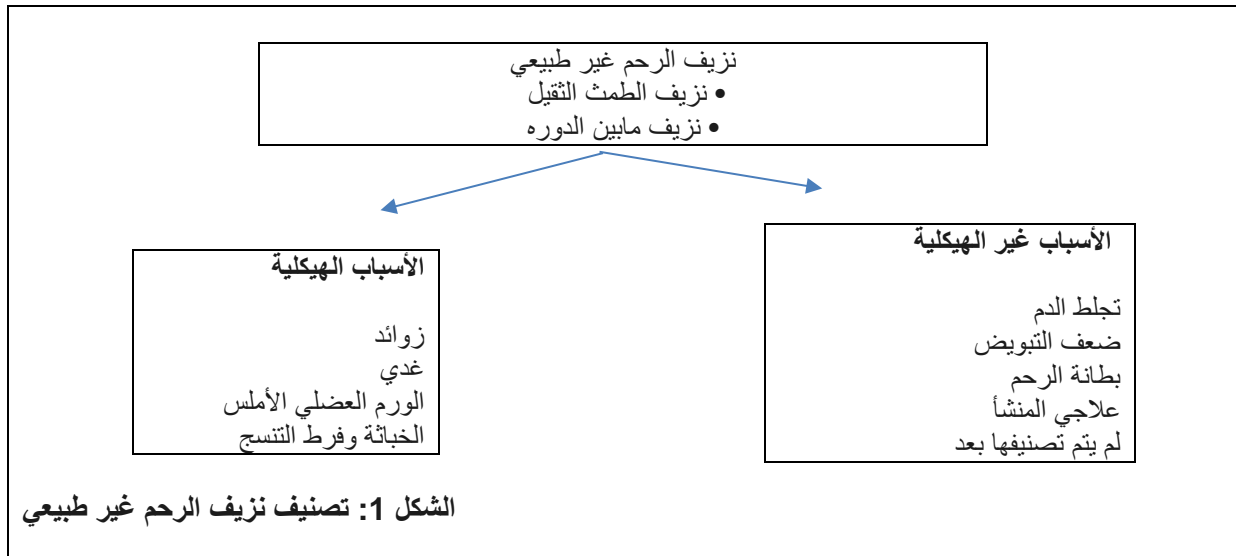 نزيف الرحم غير طبيعي
• نزيف الطمث الثقيل
• نزيف مابين الدوره
الأسباب غير الهيكلية
تجلط الدم
ضعف التبويض
بطانة الرحم
علاجي المنشأ
لم يتم تصنيفها بعد
الأسباب الهيكلية
زوائد
غدي
الورم العضلي الأملس
الخباثة وفرط التنسج
الشكل 1: تصنيف نزيف الرحم غير طبيعي